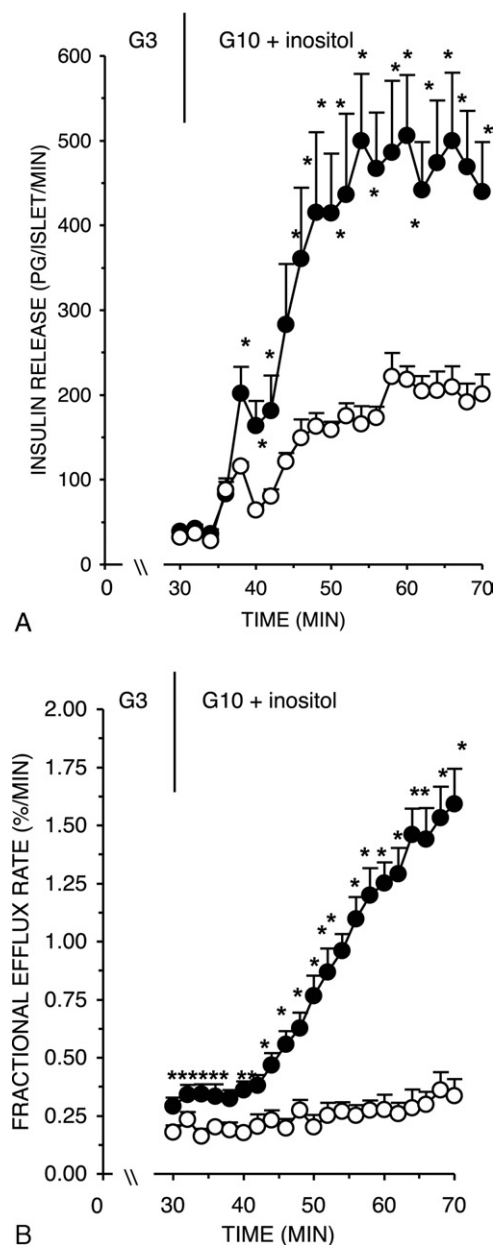 G3 G10 + inositol
600
500
400
300
200
100
0
INSULIN RELEASE (PG/ISLET/MIN)
* * * * * * * * * * * * * * * * *
0 \\ 30 40 50 60 70
TIME (MIN)
A
G3 G10 + inositol
2.00
1.75
1.50
1.25
1.00
0.75
0.50
0.25
0.00
FRACTIONAL EFFLUX RATE (%/MIN)
* * ** * * * * * * * * * * * ****** **
0 \\ 30 40 50 60 70
TIME (MIN)
B